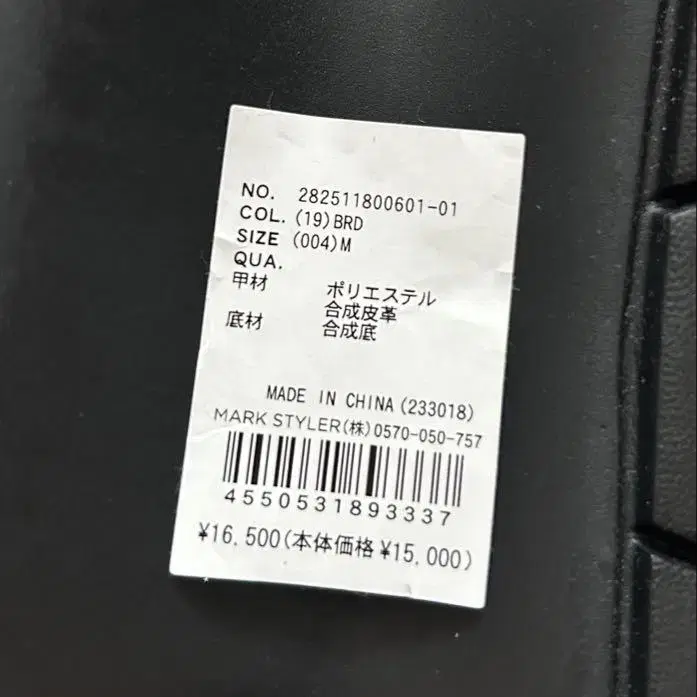 NO. 282511800601-01
COL. (19)BRD
SIZE (004)M
QUA.
甲材 ポリエステル
合成皮革
底材 合成底
MADE IN CHINA(233018)
MARK STYLER(株)0570-050-757
4550531893337
¥16,500(本体価格¥15,000)